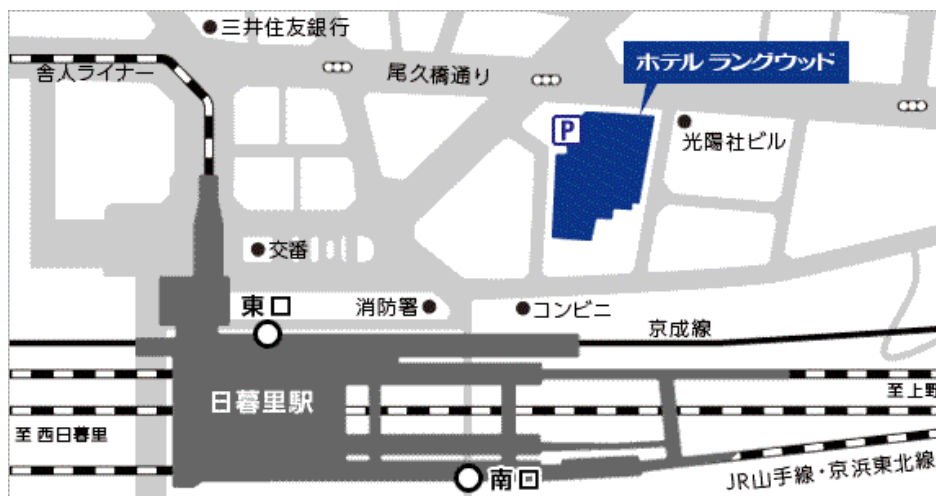 三井住友銀行
舎人ライナー
尾久橋通り
ホテル ラングウッド
P
光陽社ビル
交番
東口
消防署
コンビニ
京成線
日暮里駅
至 上野
至 西日暮里
南口
JR山手線・京浜東北線